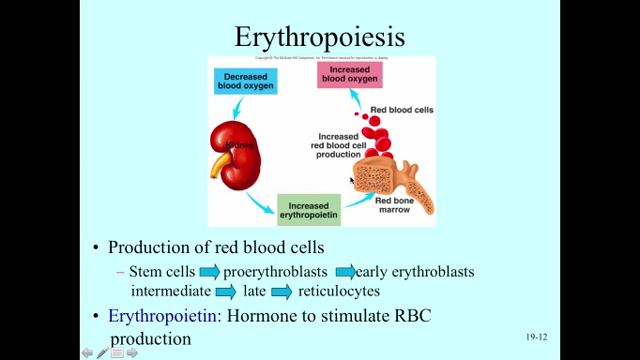 Erythropoiesis
Copyright © The McGraw-Hill Companies, Inc. Permission required for reproduction or display.
Decreased
blood oxygen
Increased
blood oxygen
Red blood cells
Kidney
Increased
red blood cell
production
Increased
erythropoietin
Red bone
marrow
• Production of red blood cells
– Stem cells proerythroblasts early erythroblasts
intermediate late reticulocytes
• Erythropoietin: Hormone to stimulate RBC
production
19-12